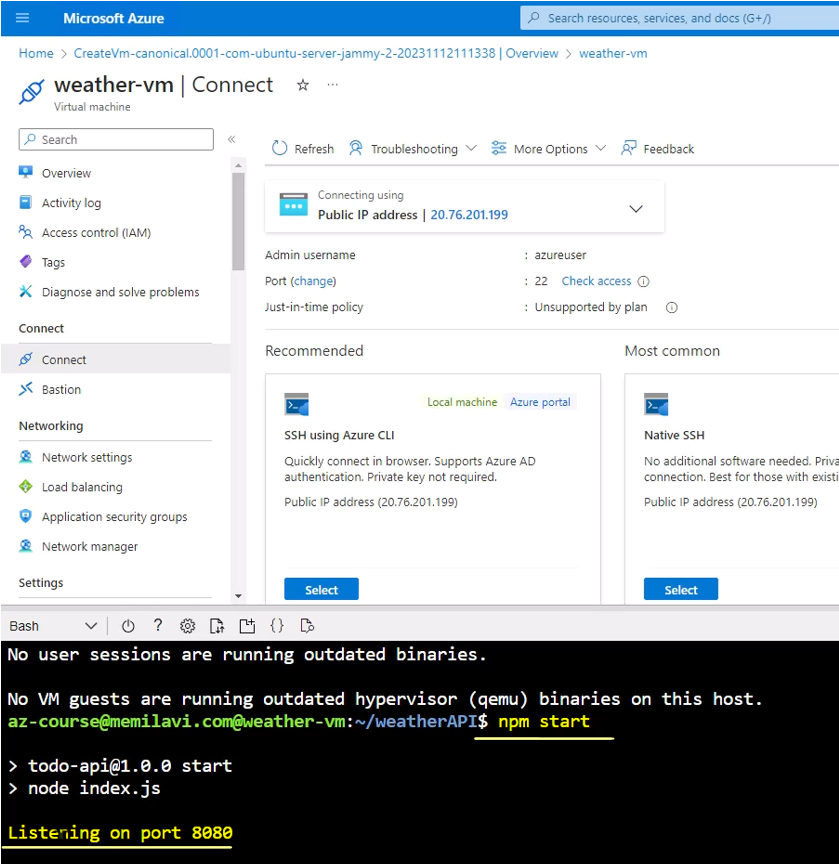 Microsoft Azure
Search resources, services, and docs (G+/)
Home > CreateVm-canonical.0001-com-ubuntu-server-jammy-2-20231112111338 | Overview > weather-vm
weather-vm | Connect
Virtual machine
Search
Refresh Troubleshooting More Options Feedback
Overview
Activity log
Access control (IAM)
Tags
Diagnose and solve problems
Connect
Connect
Bastion
Networking
Network settings
Load balancing
Application security groups
Network manager
Settings
Connecting using
Public IP address | 20.76.201.199
Admin username : azureuser
Port (change) : 22 Check access
Just-in-time policy : Unsupported by plan
Recommended
Local machine Azure portal
SSH using Azure CLI
Quickly connect in browser. Supports Azure AD
authentication. Private key not required.
Public IP address (20.76.201.199)
Select
Most common
Native SSH
No additional software needed.
connection. Best for those with
Public IP address (20.76.201.199)
Select
Bash
No user sessions are running outdated binaries.
No VM guests are running outdated hypervisor (qemu) binaries on this host.
az-course@memilavi.com@weather-vm:~/weatherAPI$ npm start
> todo-api@1.0.0 start
> node index.js
Listening on port 8080